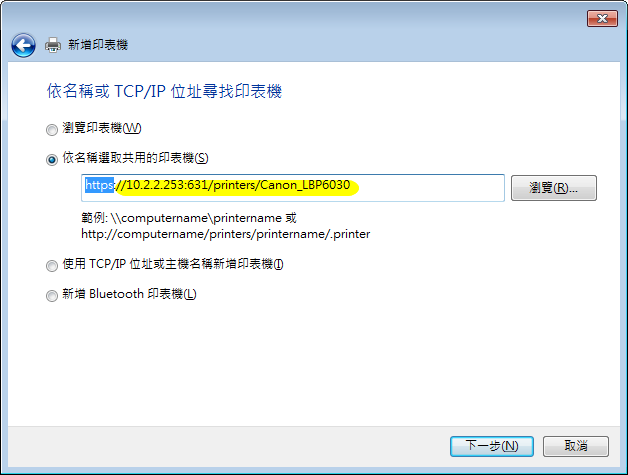 新增印表機
依名稱或 TCP/IP 位址尋找印表機
瀏覽印表機(W)
依名稱選取共用的印表機(S)
https://10.2.2.253:631/printers/Canon_LBP6030
瀏覽(R)...
範例: \\computername\printername 或
http://computername/printers/printername/.printer
使用 TCP/IP 位址或主機名稱新增印表機(I)
新增 Bluetooth 印表機(L)
下一步(N)
取消